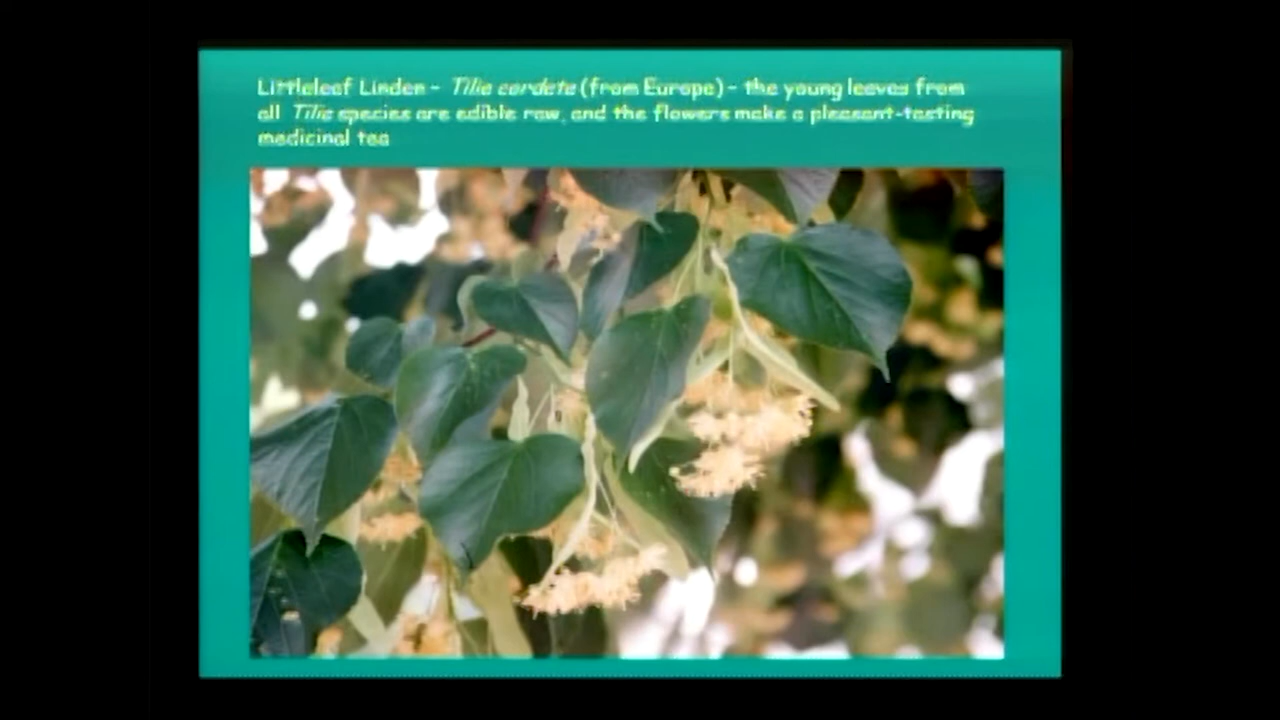 Littleleaf Linden - Tilia cordata (from Europe) - the young leaves from
all Tilia species are edible raw, and the flowers make a pleasant-tasting
medicinal tea